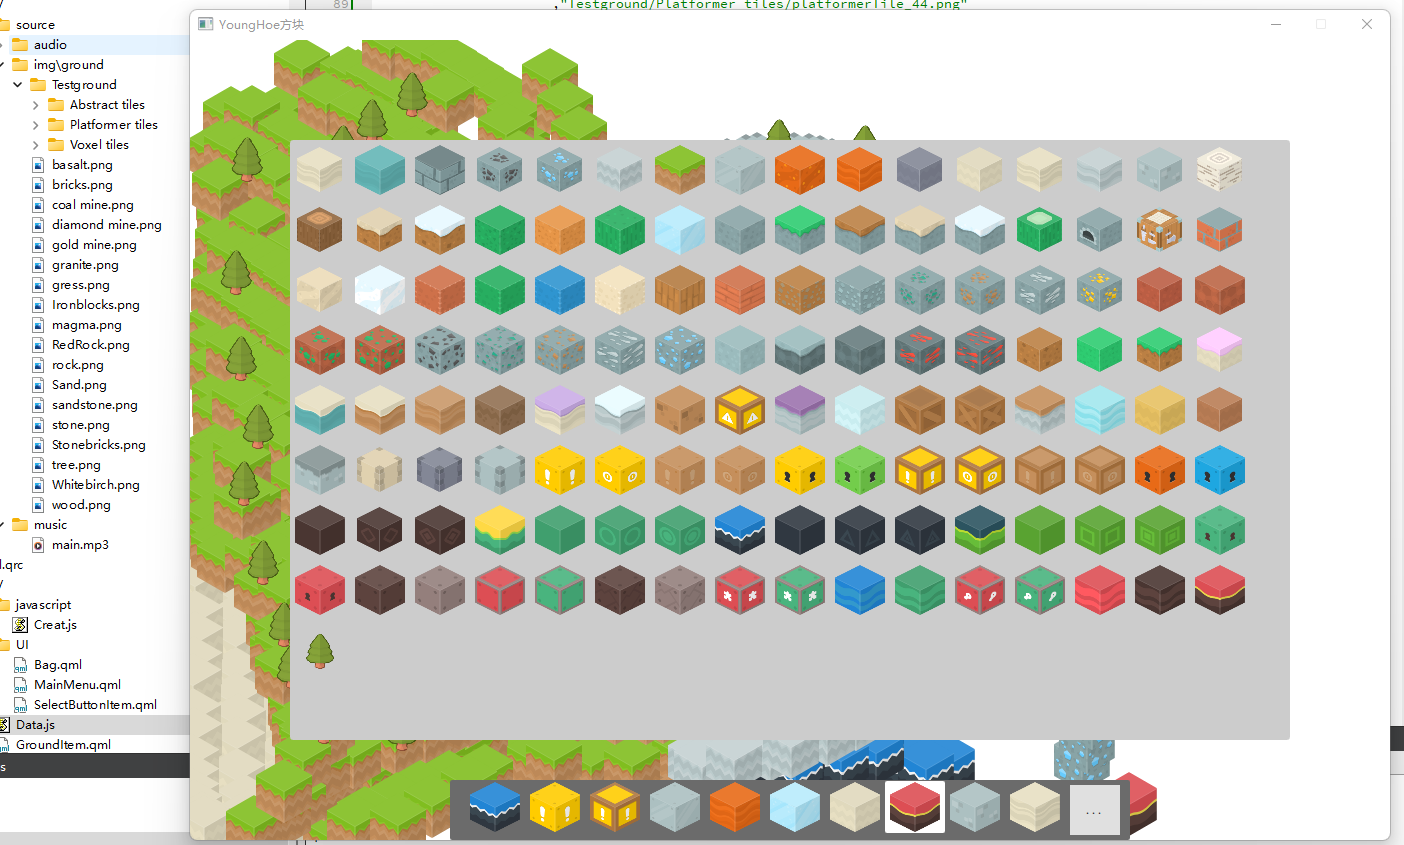 89
,"Testground/Platformer tiles/platformerTile_44.png"
YoungHoe方块
source
audio
img\ground
Testground
Abstract tiles
Platformer tiles
Voxel tiles
basalt.png
bricks.png
coal mine.png
diamond mine.png
gold mine.png
granite.png
gress.png
Ironblocks.png
magma.png
RedRock.png
rock.png
Sand.png
sandstone.png
stone.png
Stonebricks.png
tree.png
Whitebirch.png
wood.png
music
main.mp3
l.qrc
javascript
Creat.js
UI
Bag.qml
MainMenu.qml
SelectButtonItem.qml
Data.js
GroundItem.qml
s
...